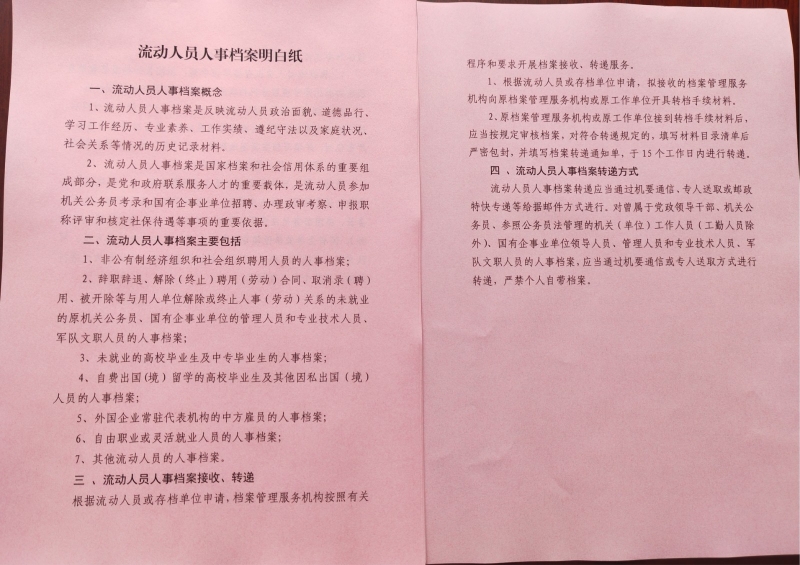 流动人员人事档案明白纸
一、流动人员人事档案概念
1、流动人员人事档案是反映流动人员政治面貌、道德品行、
学习工作经历、专业素养、工作实绩、遵纪守法以及家庭状况、
社会关系等情况的历史记录材料。
2、流动人员人事档案是国家档案和社会信用体系的重要组
成部分，是党和政府联系服务人才的重要载体，是流动人员参加
机关公务员考录和国有企事业单位招聘、办理政审考察、申报职
称评审和核定社保待遇等事项的重要依据。
二、流动人员人事档案主要包括
1、非公有制经济组织和社会组织聘用人员的人事档案；
2、辞职辞退、解除（终止）聘用（劳动）合同、取消录（聘）
用、被开除等与用人单位解除或终止人事（劳动）关系的未就业
的原机关公务员、国有企事业单位的管理人员和专业技术人员、
军队文职人员的人事档案；
3、未就业的高校毕业生及中专毕业生的人事档案；
4、自费出国(境）留学的高校毕业生及其他因私出国（境）
人员的人事档案；
5、外国企业常驻代表机构的中方雇员的人事档案；
6、自由职业或灵活就业人员的人事档案；
7、其他流动人员的人事档案。
三 、流动人员人事档案接收、转递
根据流动人员或存档单位申请，档案管理服务机构按照有关
程序和要求开展档案接收、转递服务。
1、根据流动人员或存档单位申请，拟接收的档案管理服务
机构向原档案管理服务机构或原工作单位开具转档手续材料。
2、原档案管理服务机构或原工作单位接到转档手续材料后，
应当按规定审核档案，对符合转递规定的，填写材料目录清单后
严密包封，并填写档案转递通知单，于 15 个工作日内进行转递。
四 、流动人员人事档案转递方式
流动人员人事档案转递应当通过机要通信，专人送取或邮政
特快专递等给据邮件方式进行。对曾属于党政领导干部、机关公
务员、参照公务员法管理的机关（单位）工作人员（工勤人员除
外）、国有企事业单位领导人员、管理人员和专业技术人员、军
队文职人员的人事档案，应当通过机要通信或专人送取方式进行
转递，严禁个人自带档案。